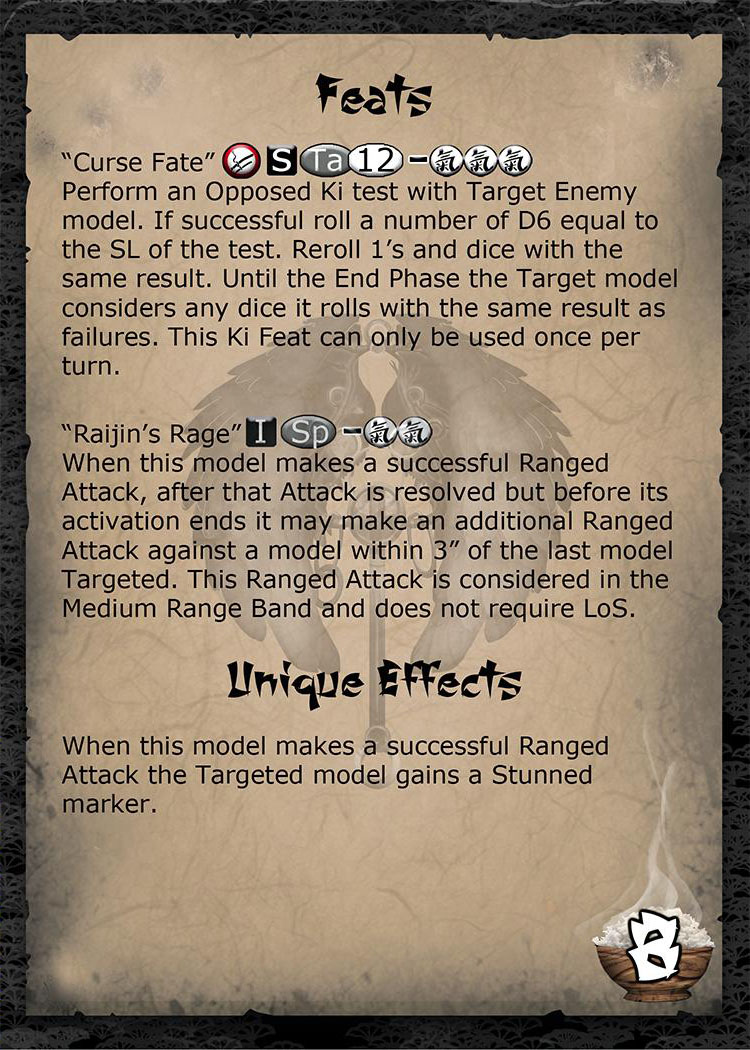 Feats
“Curse Fate” S Ta 12 -氣氣氣
Perform an Opposed Ki test with Target Enemy
model. If successful roll a number of D6 equal to
the SL of the test. Reroll 1’s and dice with the
same result. Until the End Phase the Target model
considers any dice it rolls with the same result as
failures. This Ki Feat can only be used once per
turn.
“Raijin’s Rage” I Sp -氣氣
When this model makes a successful Ranged
Attack, after that Attack is resolved but before its
activation ends it may make an additional Ranged
Attack against a model within 3” of the last model
Targeted. This Ranged Attack is considered in the
Medium Range Band and does not require LoS.
Unique Effects
When this model makes a successful Ranged
Attack the Targeted model gains a Stunned
marker.
8